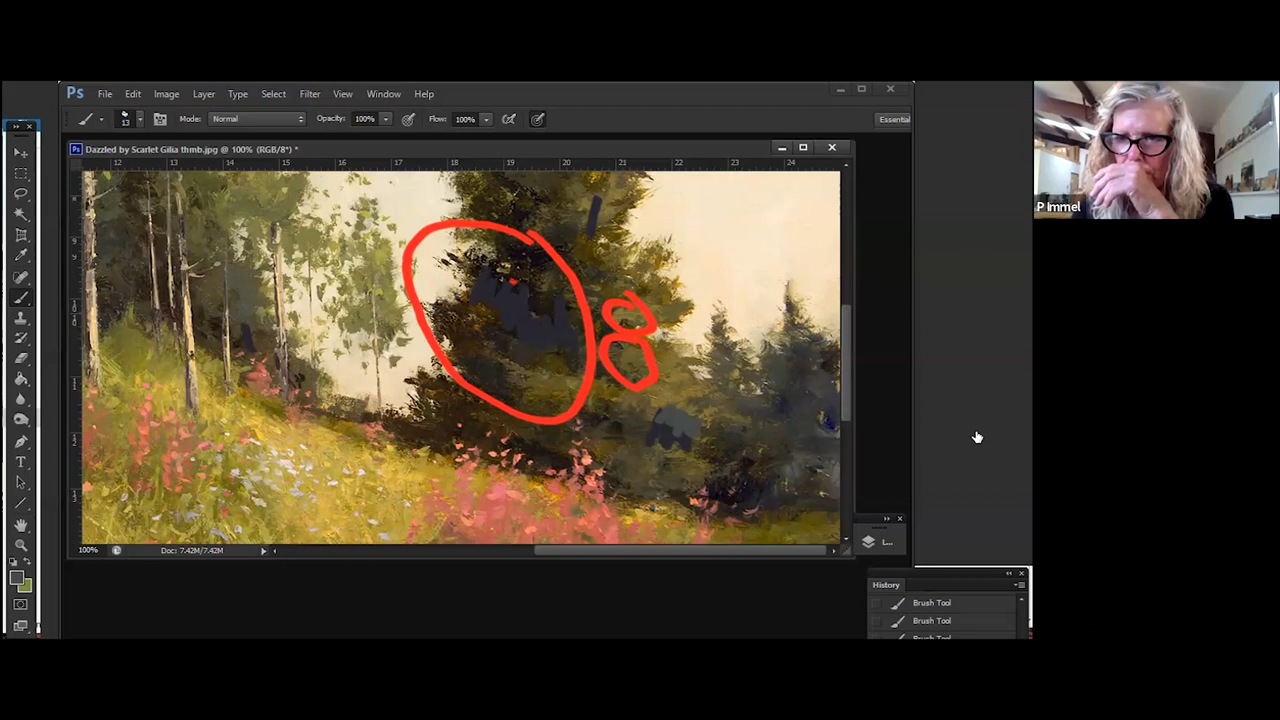 Ps File Edit Image Layer Type Select Filter View Window Help
13 Mode: Normal Opacity: 100% Flow: 100% Essential
Dazzled by Scarlet Gilia thmb.jpg @ 100% (RGB/8*) *
12 13 14 15 16 17 18 19 20 21 22 23 24
P Immel
8
100% Doc: 7.42M/7.42M
L...
History
Brush Tool
Brush Tool